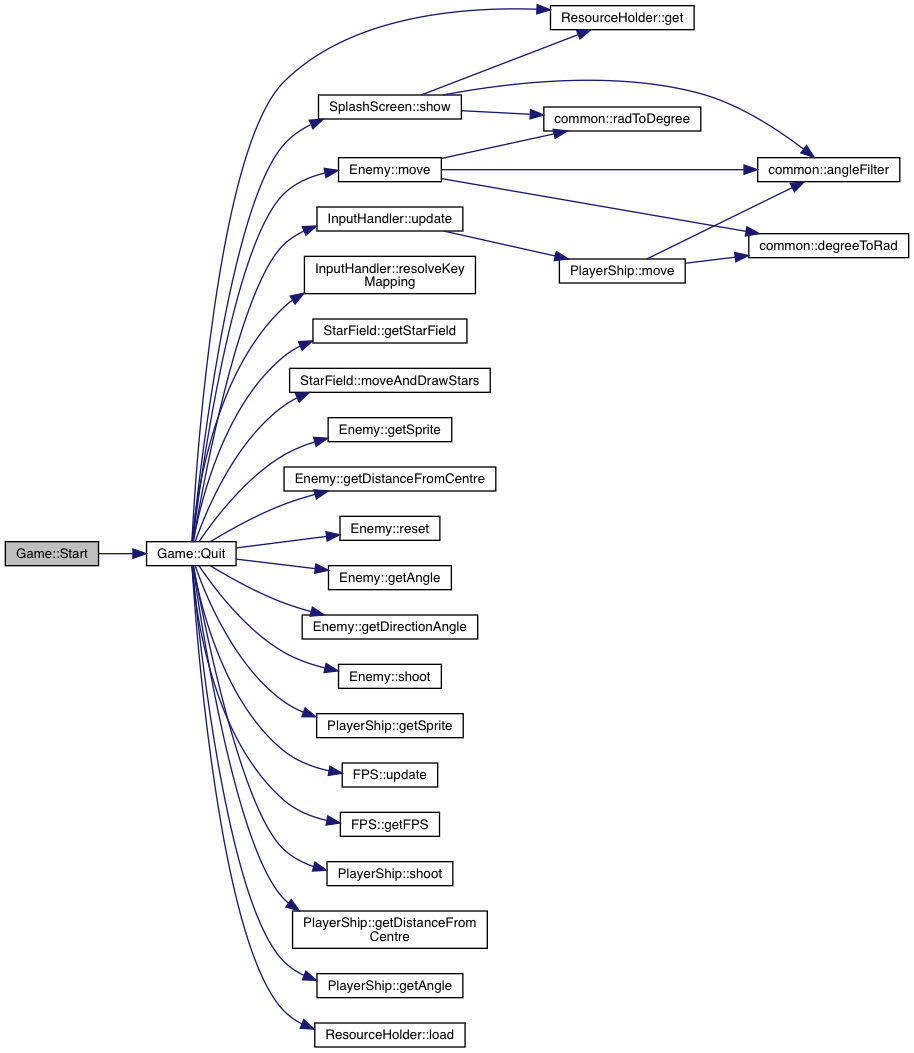 ResourceHolder::get
SplashScreen::show
common::radToDegree
Enemy::move
common::angleFilter
InputHandler::update
common::degreeToRad
PlayerShip::move
InputHandler::resolveKey
Mapping
StarField::getStarField
StarField::moveAndDrawStars
Enemy::getSprite
Enemy::getDistanceFromCentre
Enemy::reset
Game::Start
Game::Quit
Enemy::getAngle
Enemy::getDirectionAngle
Enemy::shoot
PlayerShip::getSprite
FPS::update
FPS::getFPS
PlayerShip::shoot
PlayerShip::getDistanceFrom
Centre
PlayerShip::getAngle
ResourceHolder::load